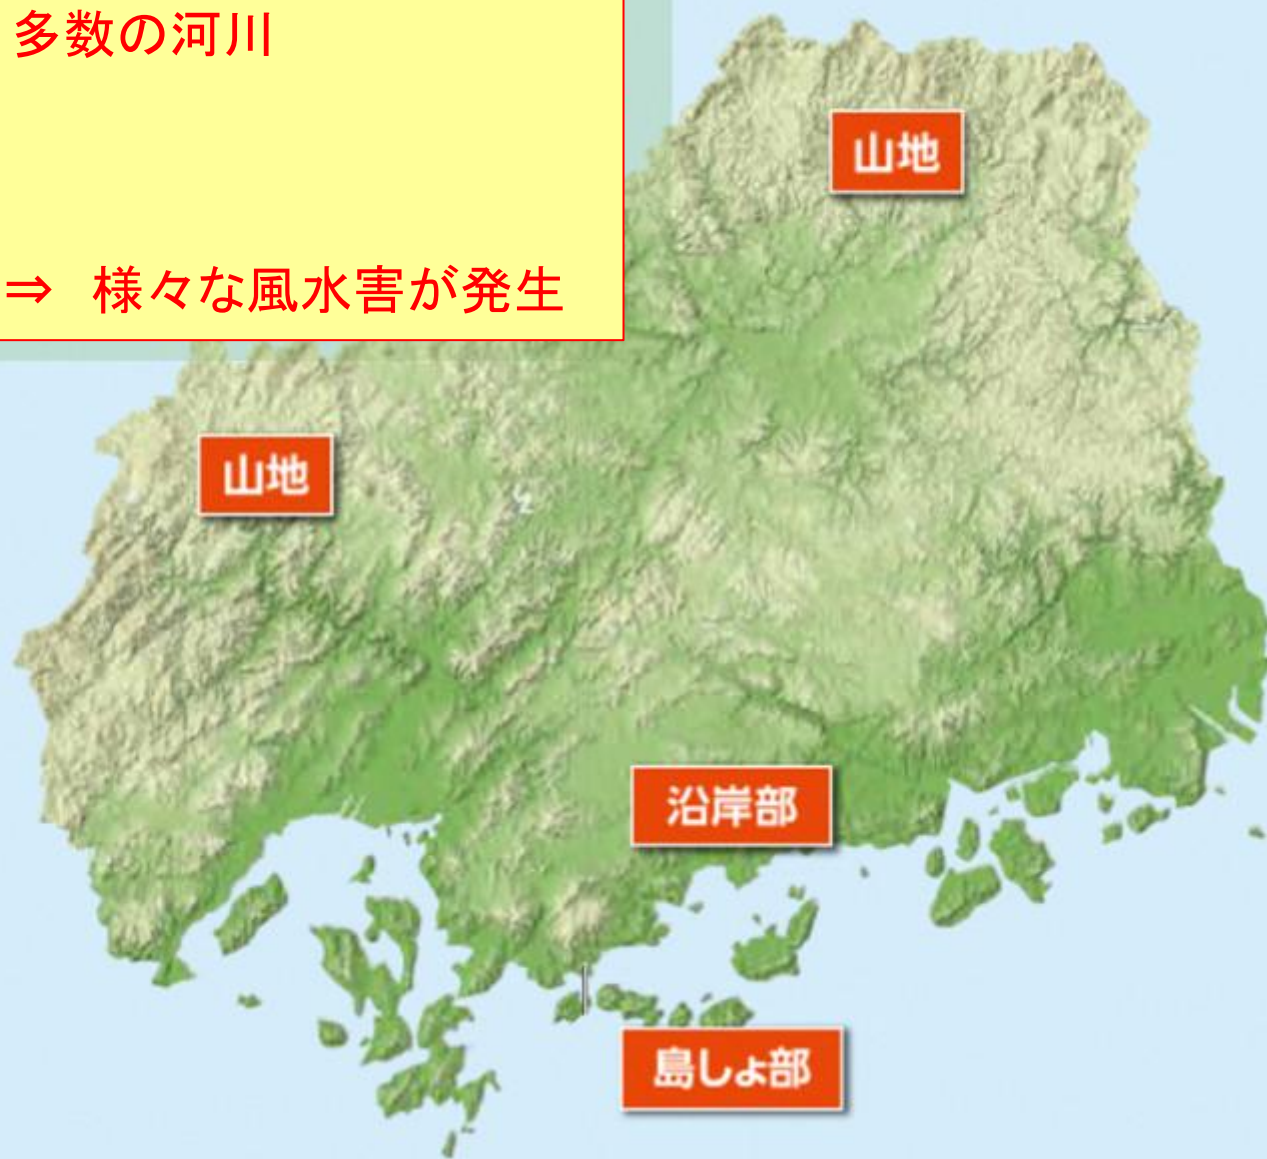 多数の河川
⇒　様々な風水害が発生
山地
山地
沿岸部
島しょ部